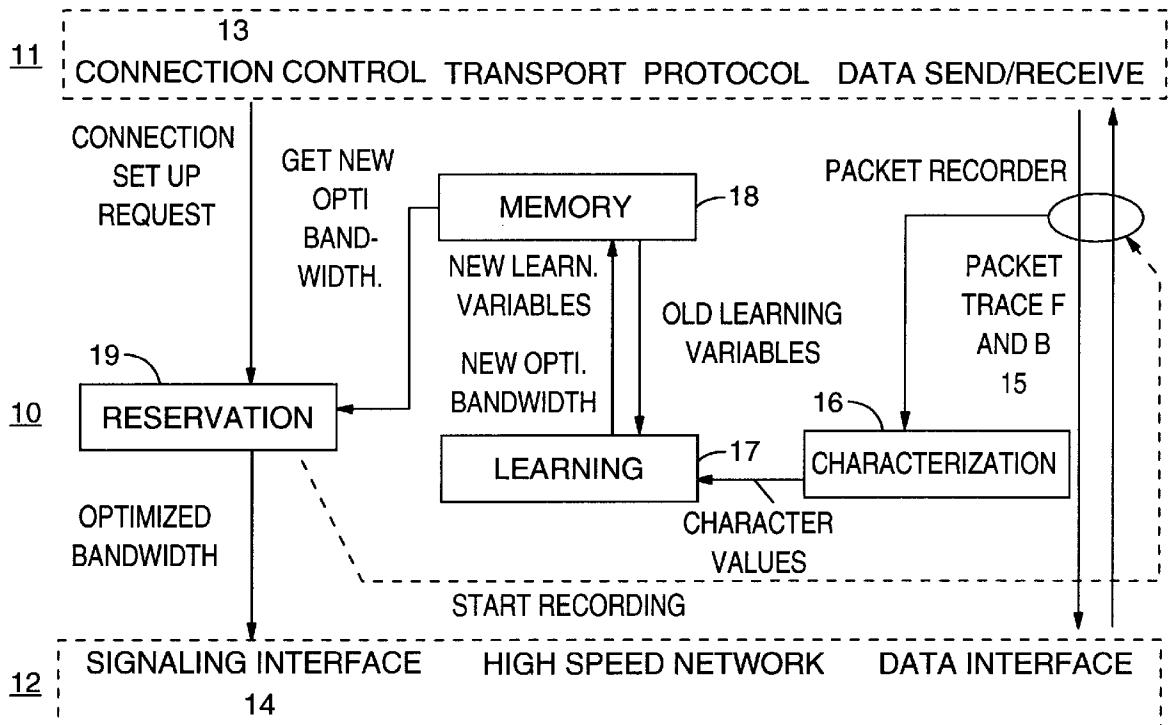 13
11
CONNECTION CONTROL TRANSPORT PROTOCOL DATA SEND/RECEIVE
CONNECTION
SET UP
REQUEST
GET NEW
OPTI
BAND-
WIDTH.
MEMORY
18
PACKET RECORDER
NEW LEARN.
VARIABLES
OLD LEARNING
VARIABLES
PACKET
TRACE F
AND B
15
NEW OPTI.
BANDWIDTH
19
10
RESERVATION
LEARNING
17
16
CHARACTERIZATION
CHARACTER
VALUES
OPTIMIZED
BANDWIDTH
START RECORDING
SIGNALING INTERFACE HIGH SPEED NETWORK DATA INTERFACE
12
14